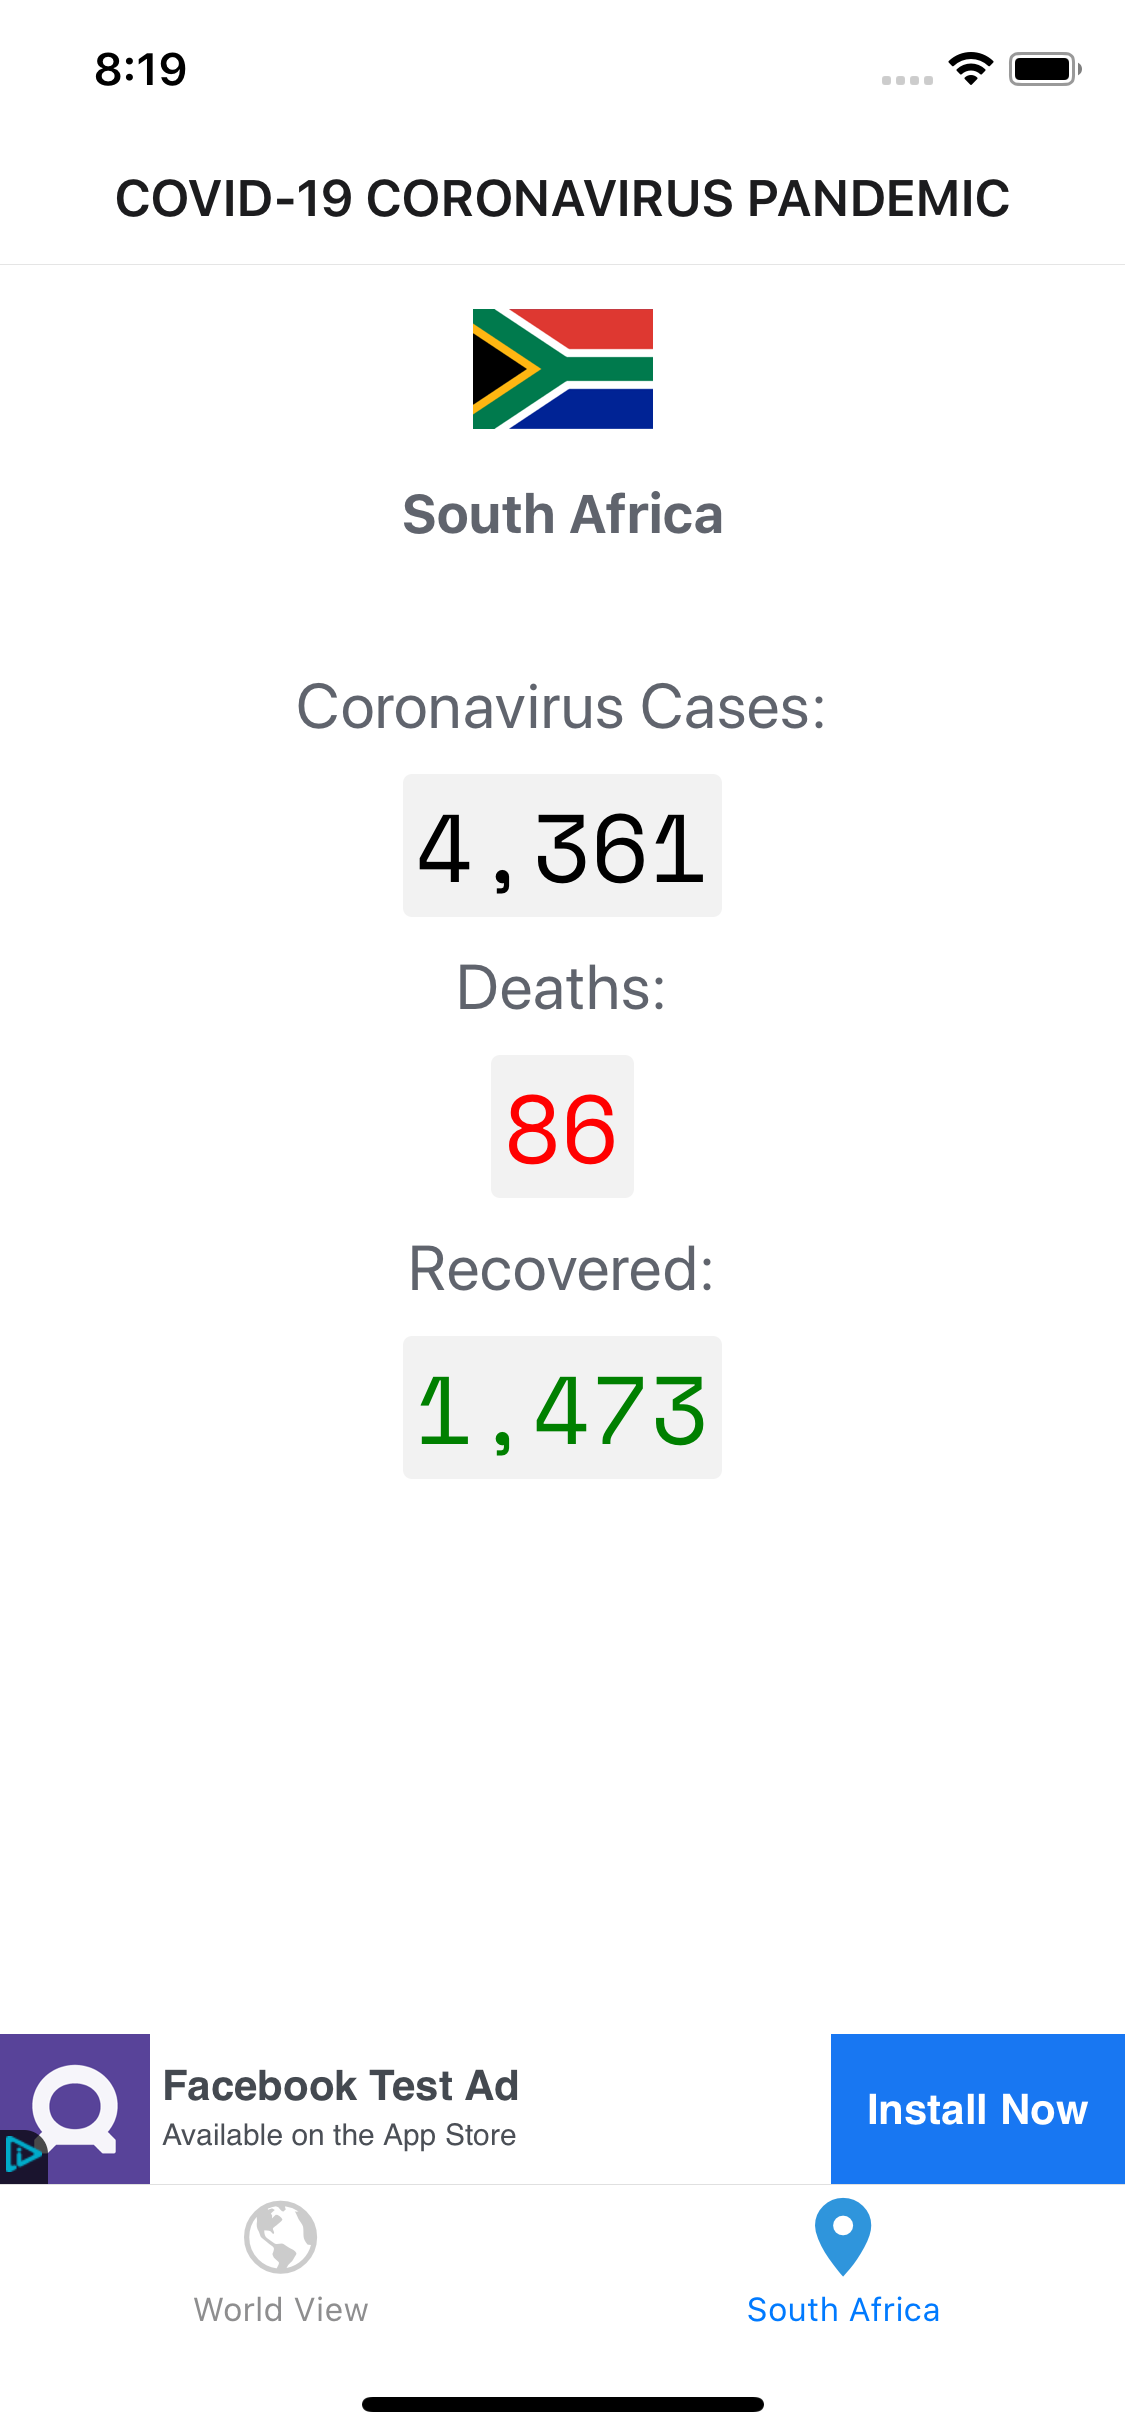 8:19
COVID-19 CORONAVIRUS PANDEMIC
South Africa
Coronavirus Cases:
4,361
Deaths:
86
Recovered:
1,473
Facebook Test Ad
Available on the App Store
Install Now
World View
South Africa